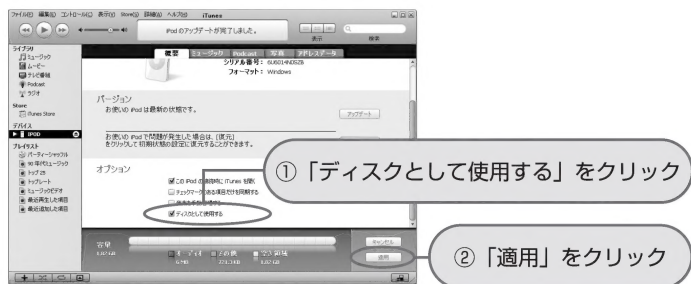 ファイル(F) 編集(E) コントロール(C) 表示(V) Store(S) 詳細(A) ヘルプ(H)
iTunes
iPod のアップデートが完了しました。
表示
検索
ライブラリ
ミュージック
ムービー
テレビ番組
Podcast
ラジオ
Store
iTunes Store
デバイス
IPOD
プレイリスト
パーティーシャッフル
90 年代ミュージック
トップ 25
トップレート
ミュージックビデオ
最近再生した項目
最近追加した項目
概要 ミュージック Podcast 写真 アドレスデータ
シリアル番号： 6U6014N0SZB
フォーマット： Windows
バージョン
お使いの iPod は最新の状態です。
アップデート
お使いの iPod で問題が発生した場合は、[復元]
をクリックして初期状態の設定に復元することができます。
オプション
この iPod の接続時に iTunes を開く
チェックマークのある項目だけを同期する
ディスクとして使用する
容量
オーディオ
その他
空き領域
キャンセル
適用
①「ディスクとして使用する」をクリック
②「適用」をクリック